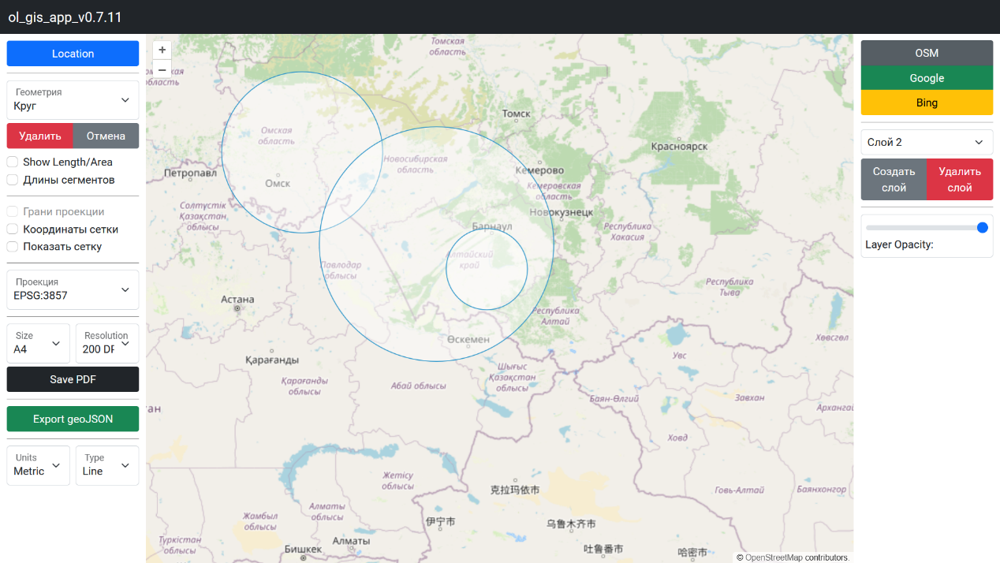 ol_gis_app_v0.7.11
Location
Геометрия
Круг
Удалить
Отмена
Show Length/Area
Длины сегментов
Грани проекции
Координаты сетки
Показать сетку
Проекция
EPSG:3857
Size
A4
Resolution
Save PDF
Export geoJSON
Units
Metric
Type
Line
+
−
Томская
область
область
Омская
область
Томск
Красноярск
Новосибирская
область
Кемерово
Петропавл
Омск
Кемеровская
область
Солтүстік
Қазақстан
облысы
Новокузнецк
Барнаул
Республика
Хакасия
Алтайский
край
Павлодар
облысы
Республика
Тыва
Астана
Республика
Алтай
Өскемен
Хөвсгөл
Увс
Қарағанды
Шығыс
Қазақстан
облысы
Қарағанды
облысы
Абай облысы
Баян-Өлгий
Завхан
Ховд
Жетісу
облысы
克拉玛依市
Говь-Алтай
Баянхонгор
Алматы
облысы
Жамбыл
облысы
伊宁市
乌鲁木齐市
Түркістан
облысы
Алматы
Бишкек
吐鲁番市
哈密市
© OpenStreetMap contributors.
OSM
Google
Bing
Слой 2
Создать
слой
Удалить
слой
Layer Opacity: